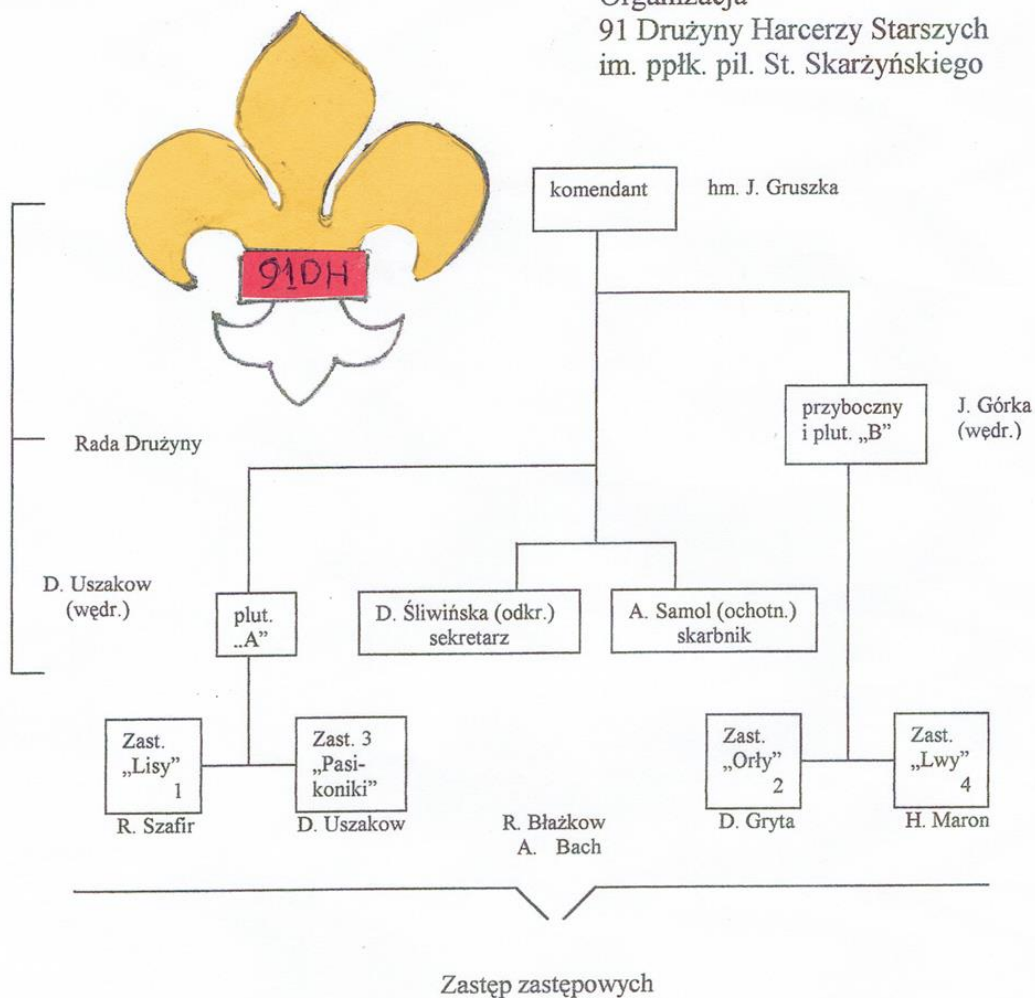 Organizacja
91 Drużyny Harcerzy Starszych
im. ppłk. pil. St. Skarżyńskiego
91DH
komendant
hm. J. Gruszka
przyboczny
i plut. „B”
J. Górka
(wędr.)
Rada Drużyny
D. Uszakow
(wędr.)
plut.
„A”
D. Śliwińska (odkr.)
sekretarz
A. Samol (ochotn.)
skarbnik
Zast.
„Lisy”
1
R. Szafir
Zast. 3
„Pasi-
koniki”
D. Uszakow
R. Błażkow
A. Bach
Zast.
„Orły”
2
D. Gryta
Zast.
„Lwy”
4
H. Maron
Zastęp zastępowych